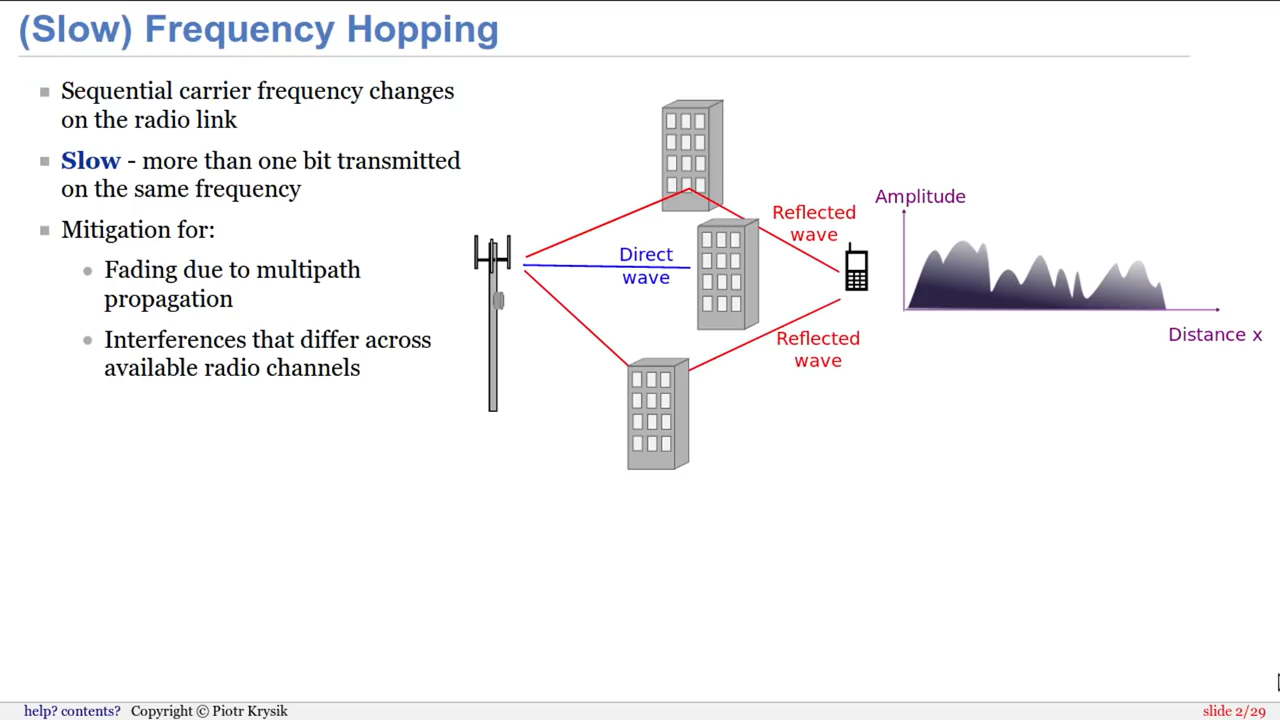 (Slow) Frequency Hopping
Sequential carrier frequency changes
on the radio link
Slow - more than one bit transmitted
on the same frequency
Mitigation for:
Fading due to multipath
propagation
Interferences that differ across
available radio channels
Direct
wave
Reflected
wave
Reflected
wave
Amplitude
Distance x
help? contents? Copyright © Piotr Krysik
slide 2/29